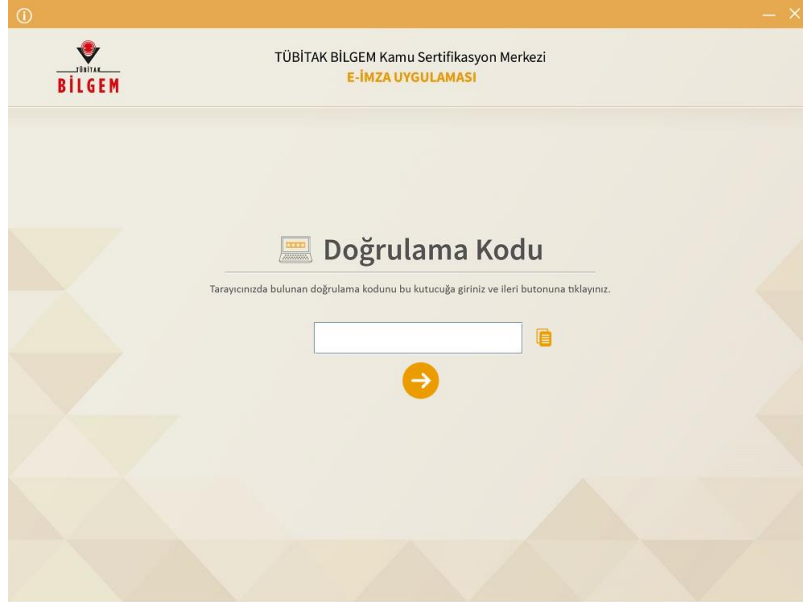 TÜBİTAK
BİLGEM
TÜBİTAK BİLGEM Kamu Sertifikasyon Merkezi
E-İMZA UYGULAMASI
Doğrulama Kodu
Tarayıcınızda bulunan doğrulama kodunu bu kutucuğa giriniz ve ileri butonuna tıklayınız.